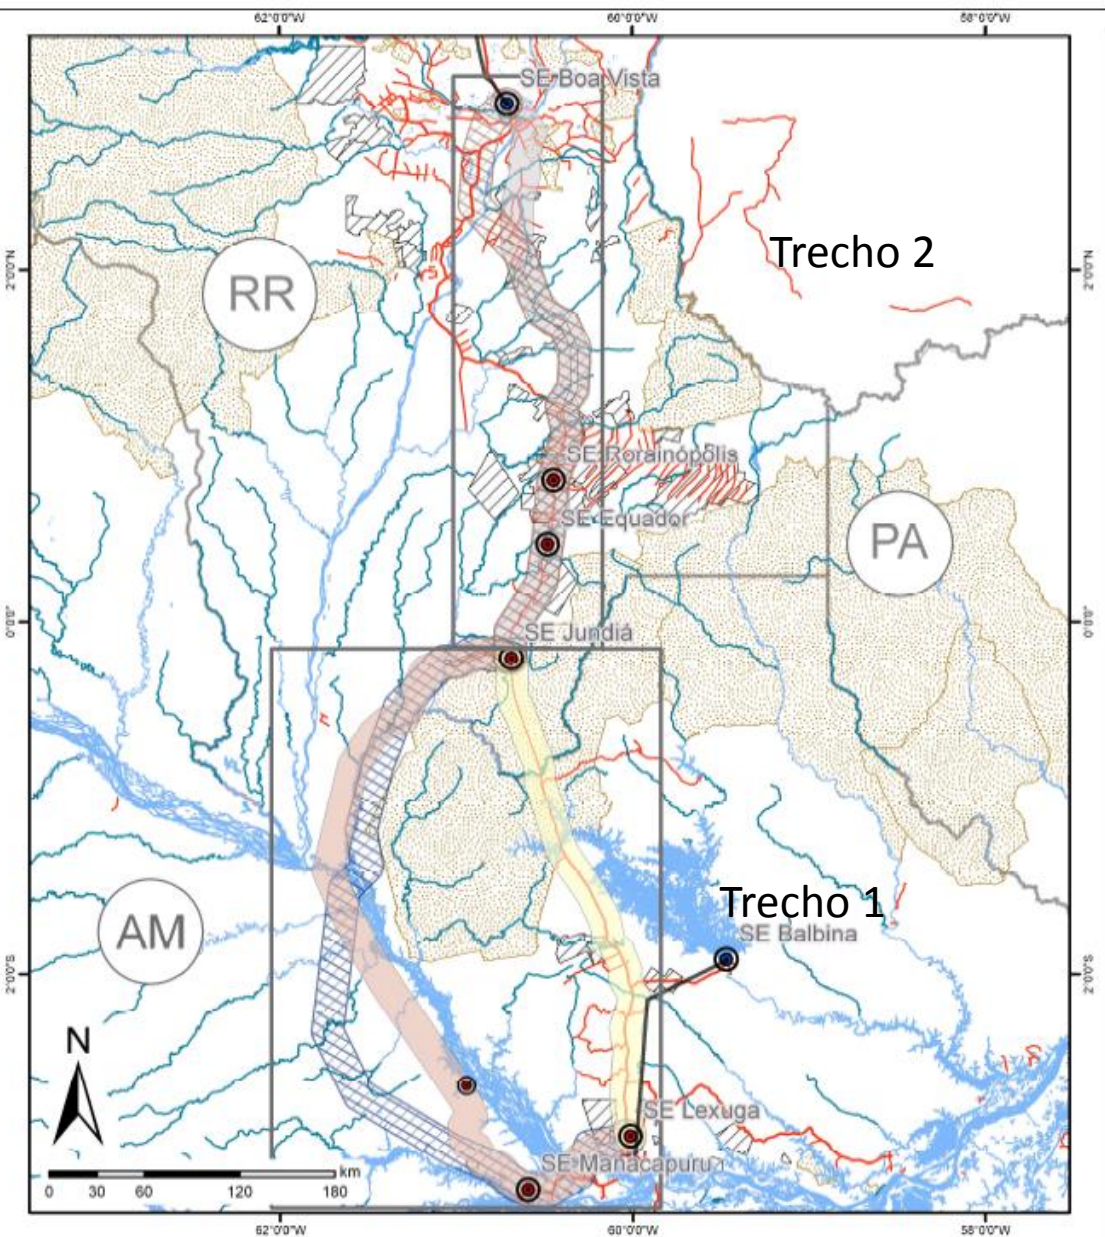 62°0'0"W
60°0'0"W
58°0'0"W
SE Boa Vista
Trecho 2
2°0'0"N
2°0'0"N
RR
SE Rorainópolis
SE Equador
PA
0°0'0"
0°0'0"
SE Jundiá
Trecho 1
AM
SE Balbina
2°0'0"S
2°0'0"S
N
SE Lexuga
SE Manacapuru
km
0 30 60 120 180
62°0'0"W
60°0'0"W
58°0'0"W